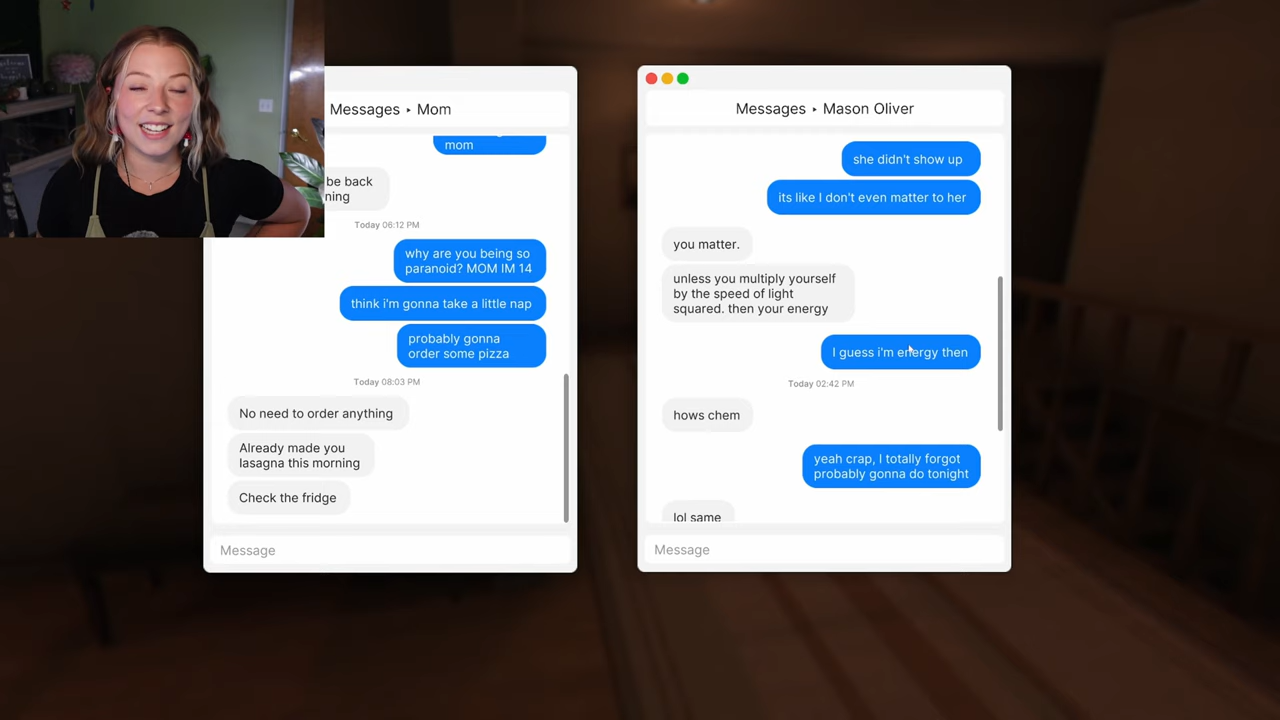 Messages ‣ Mom
mom
be back
ning
Today 06:12 PM
why are you being so
paranoid? MOM IM 14
think i'm gonna take a little nap
probably gonna
order some pizza
Today 08:03 PM
No need to order anything
Already made you
lasagna this morning
Check the fridge
Message
Messages ‣ Mason Oliver
she didn't show up
its like I don't even matter to her
you matter.
unless you multiply yourself
by the speed of light
squared. then your energy
I guess i'm energy then
Today 02:42 PM
hows chem
yeah crap, I totally forgot
probably gonna do tonight
lol same
Message